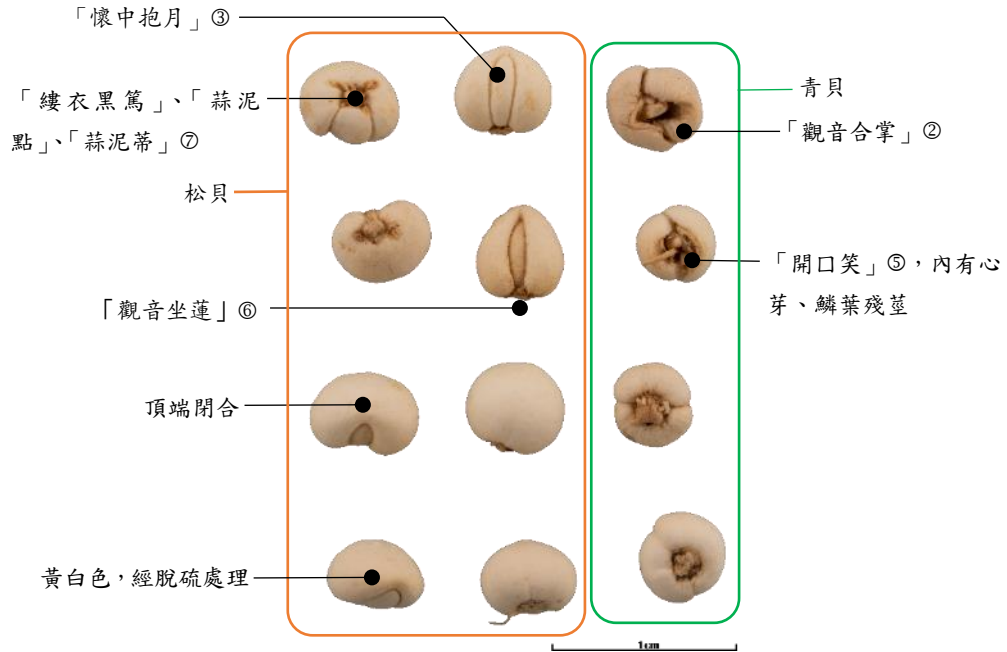 「懷中抱月」③
「縷衣黑篤」、「蒜泥
點」、「蒜泥蒂」⑦
松貝
「觀音坐蓮」⑥
頂端閉合
黃白色，經脫硫處理
青貝
「觀音合掌」②
「開口笑」⑤，內有心
芽、鱗葉殘莖
1cm